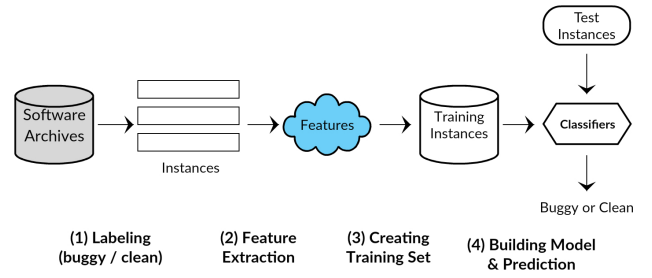 Test
Instances
Software
Archives
Features
Training
Instances
Classifiers
Instances
Buggy or Clean
(1) Labeling
(buggy / clean)
(2) Feature
Extraction
(3) Creating
Training Set
(4) Building Model
& Prediction